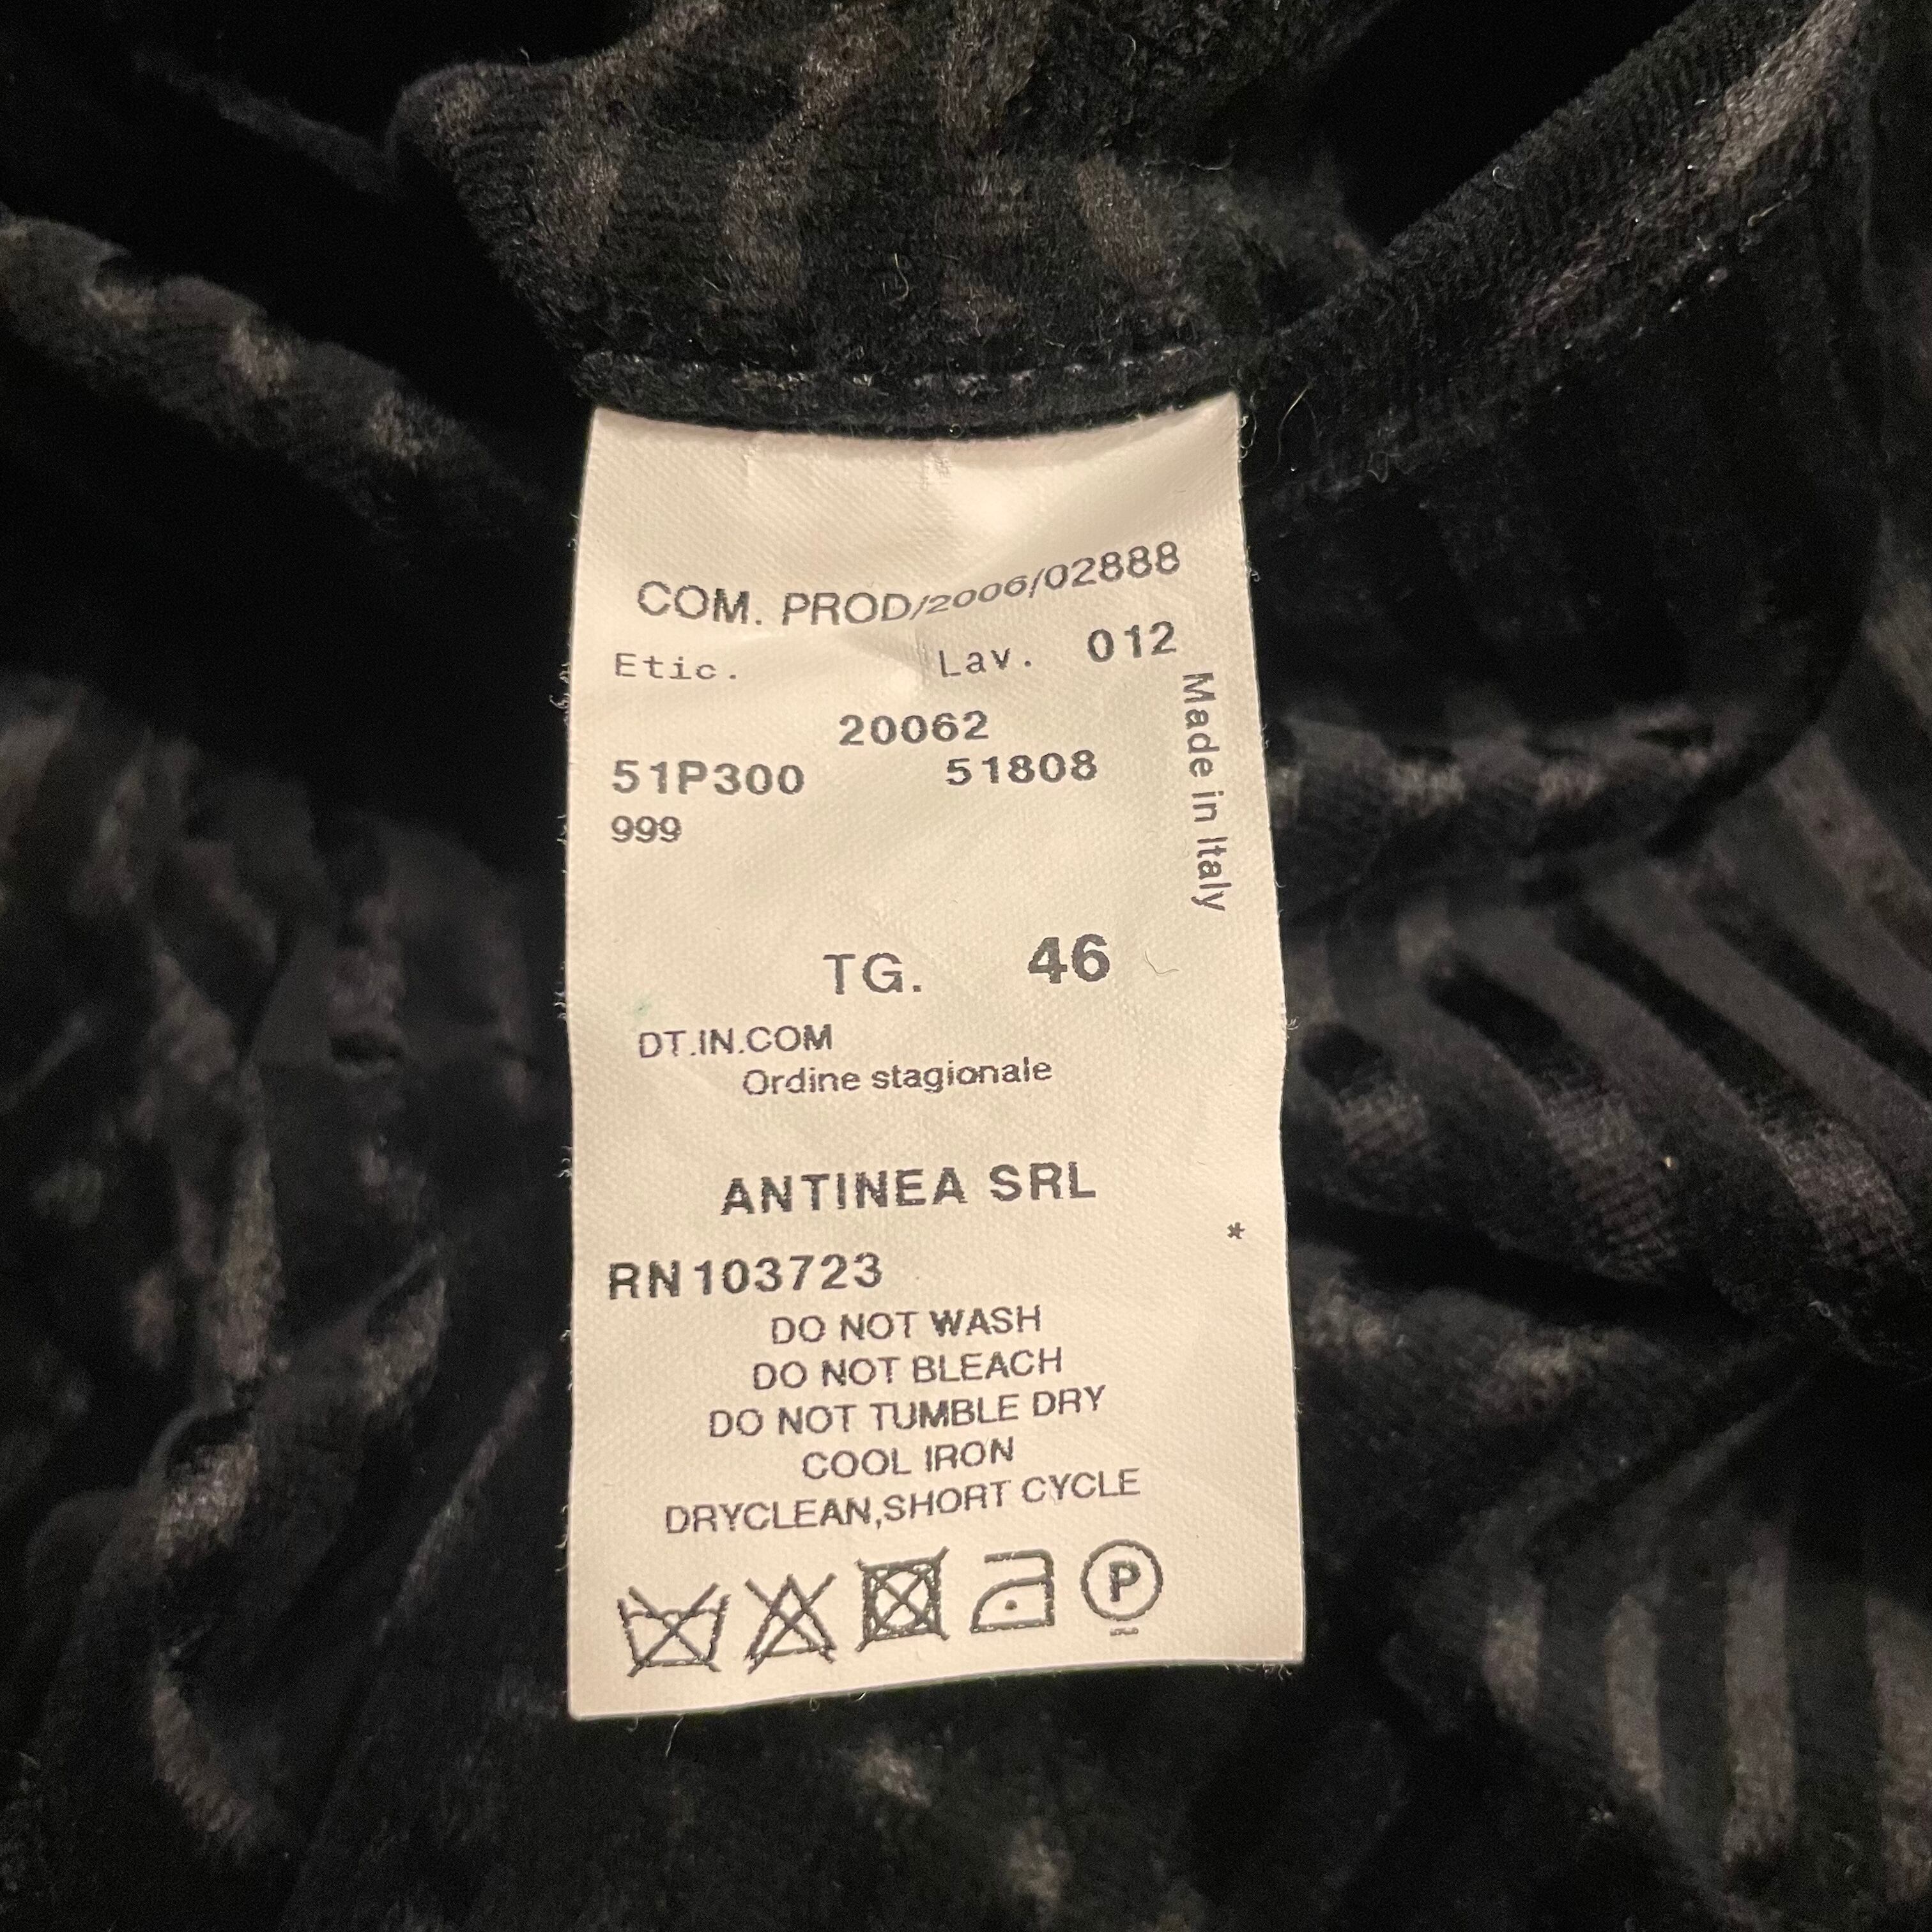 COM. PROD/2006/02888
Etic. Lav. 012
20062
51P300 51808
999
Made in Italy
TG. 46
DT.IN.COM
Ordine stagionale
ANTINEA SRL
*
RN103723
DO NOT WASH
DO NOT BLEACH
DO NOT TUMBLE DRY
COOL IRON
DRYCLEAN,SHORT CYCLE
P